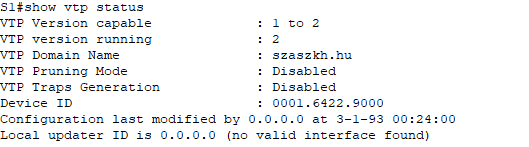 S1#show vtp status
VTP Version capable : 1 to 2
VTP version running : 2
VTP Domain Name : szaszkh.hu
VTP Pruning Mode : Disabled
VTP Traps Generation : Disabled
Device ID : 0001.6422.9000
Configuration last modified by 0.0.0.0 at 3-1-93 00:24:00
Local updater ID is 0.0.0.0 (no valid interface found)